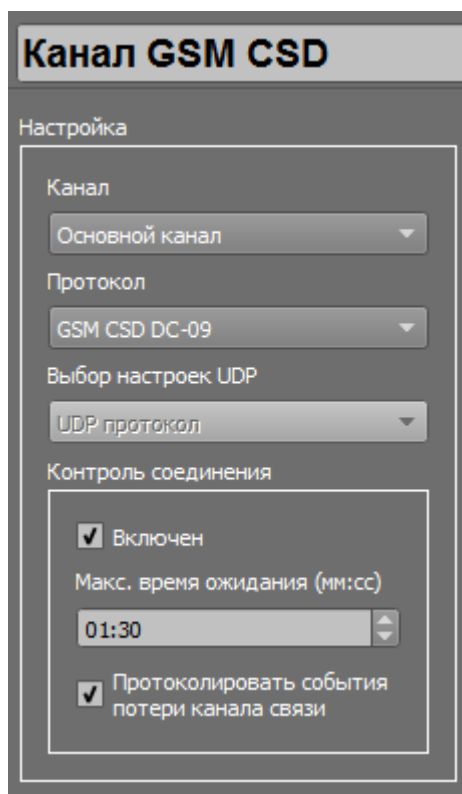 Канал GSM CSD
Настройка
Канал
Основной канал
Протокол
GSM CSD DC-09
Выбор настроек UDP
UDP протокол
Контроль соединения
Включен
Макс. время ожидания (мм:сс)
01:30
Протоколировать события
потери канала связи